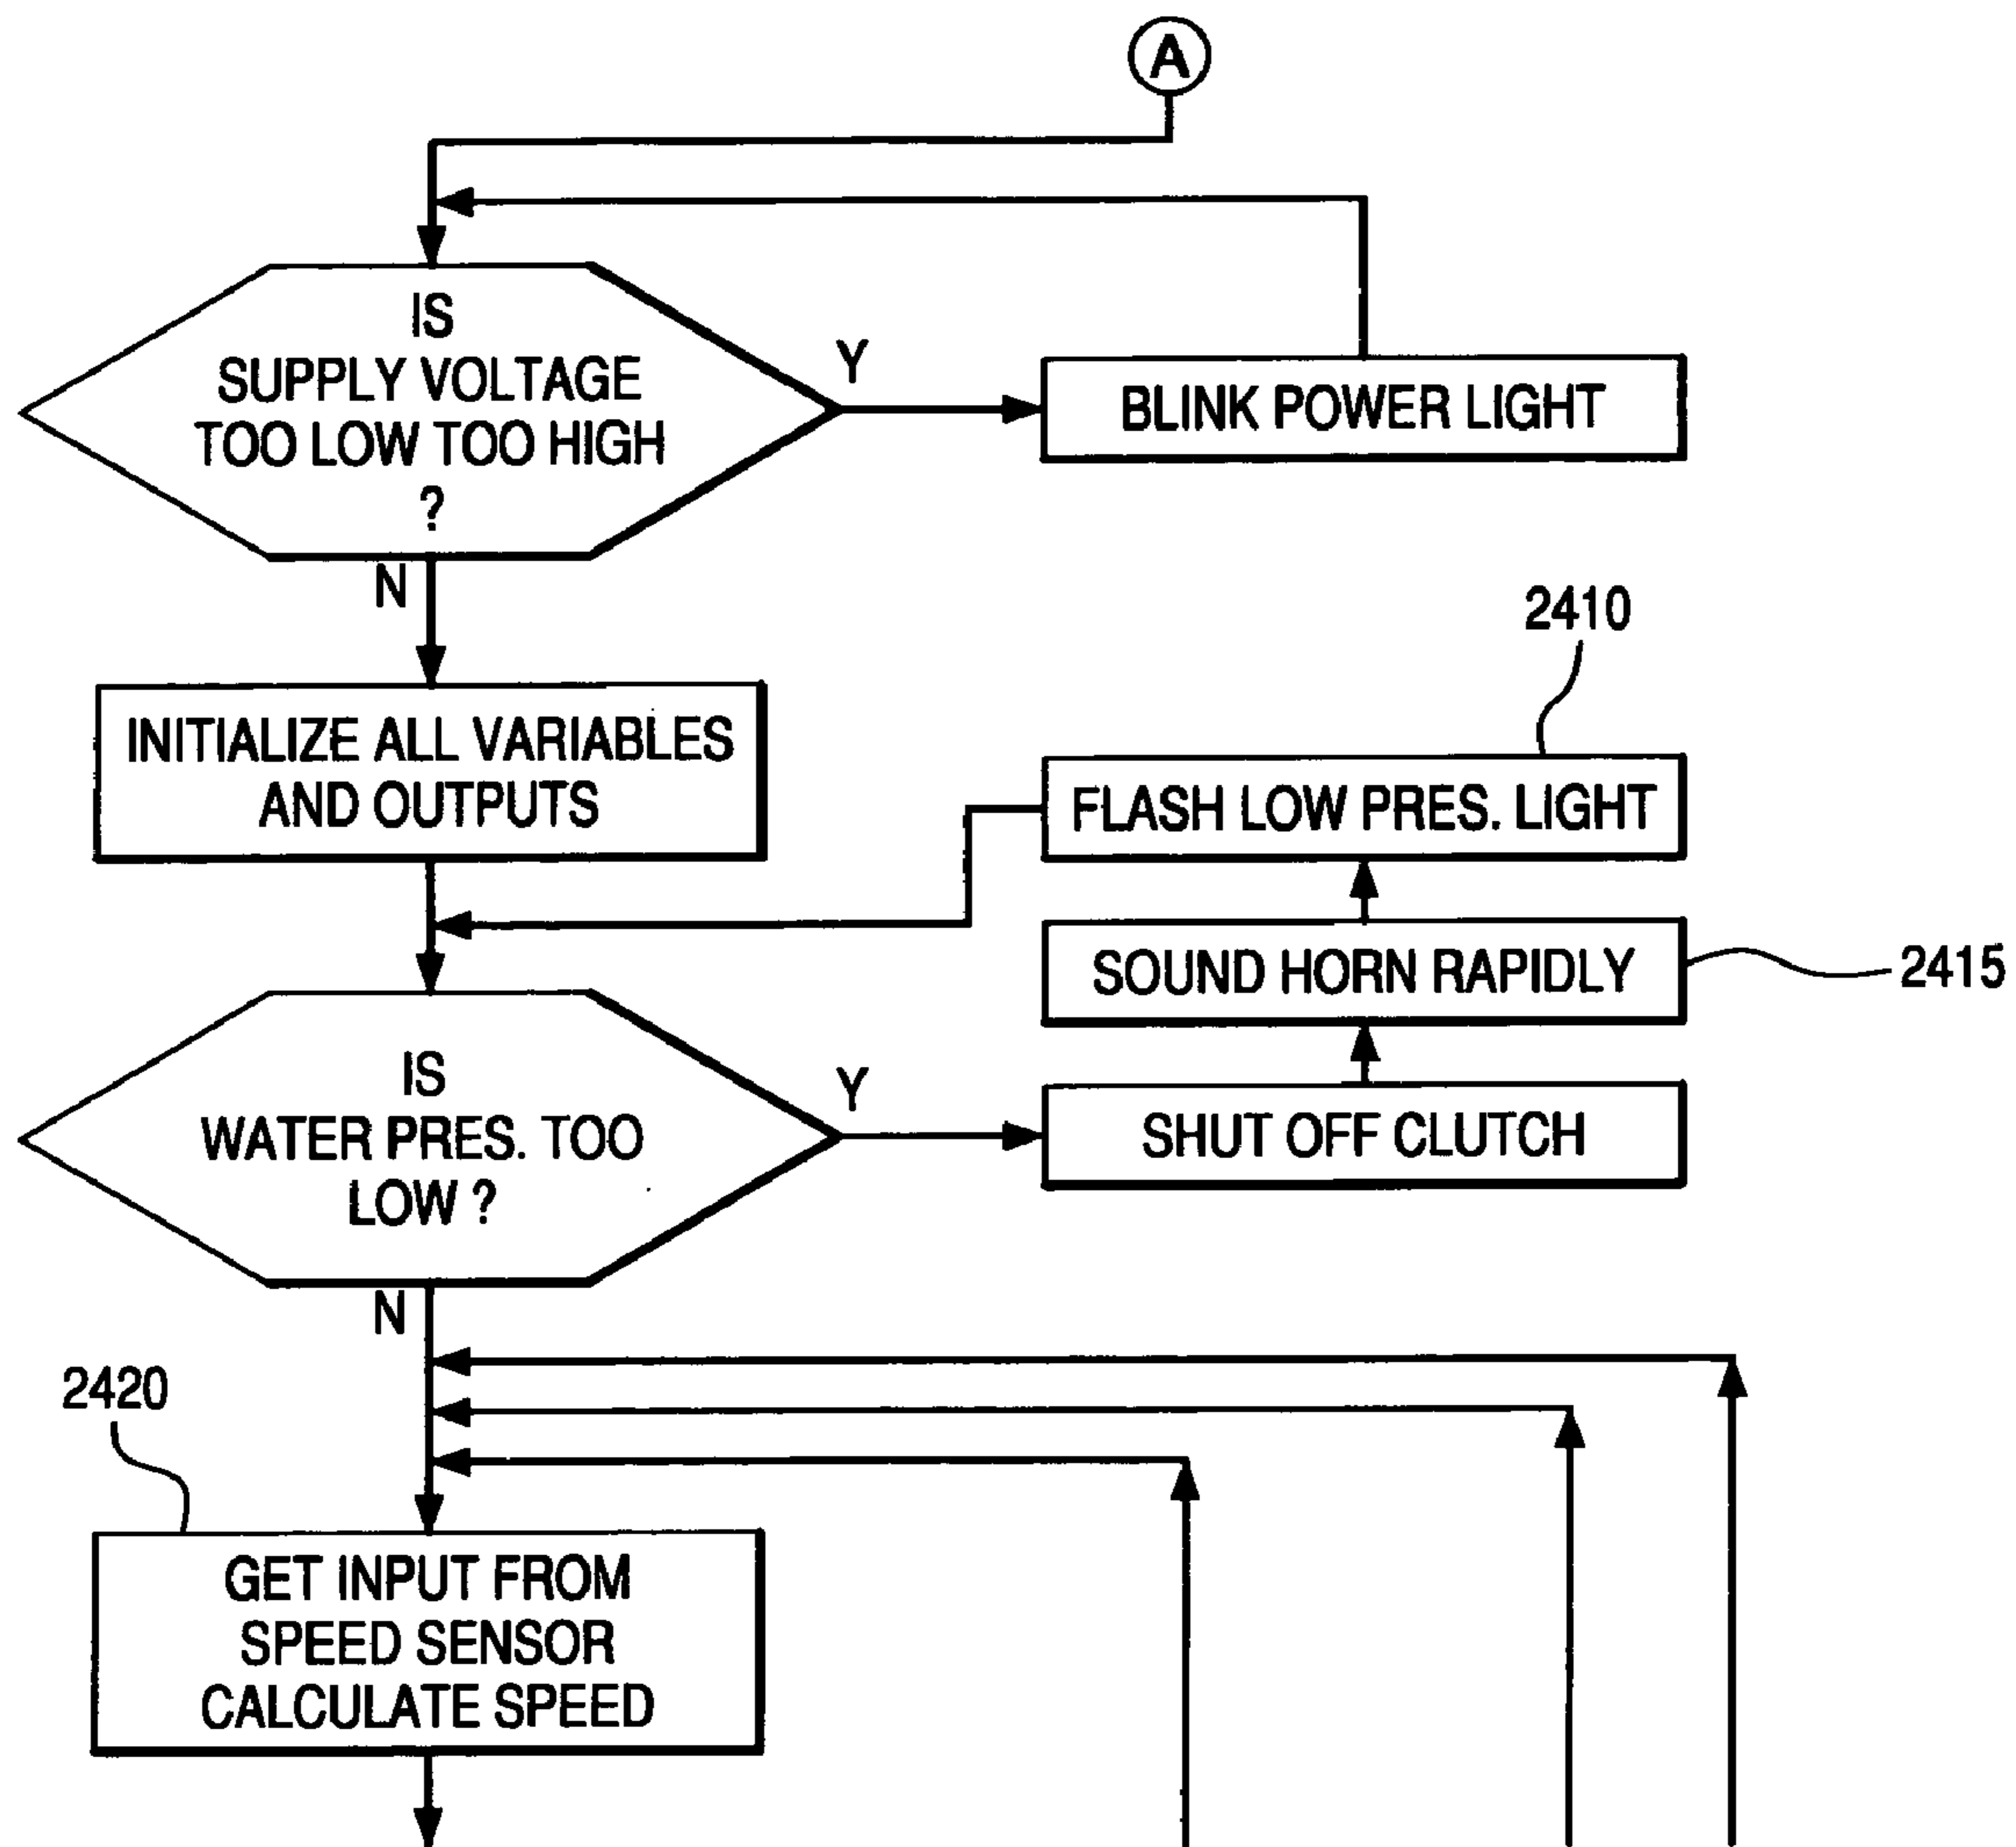 A
IS
SUPPLY VOLTAGE
TOO LOW TOO HIGH
?
Y
BLINK POWER LIGHT
N
INITIALIZE ALL VARIABLES
AND OUTPUTS
2410
FLASH LOW PRES. LIGHT
SOUND HORN RAPIDLY
2415
IS
WATER PRES. TOO
LOW ?
Y
SHUT OFF CLUTCH
N
2420
GET INPUT FROM
SPEED SENSOR
CALCULATE SPEED